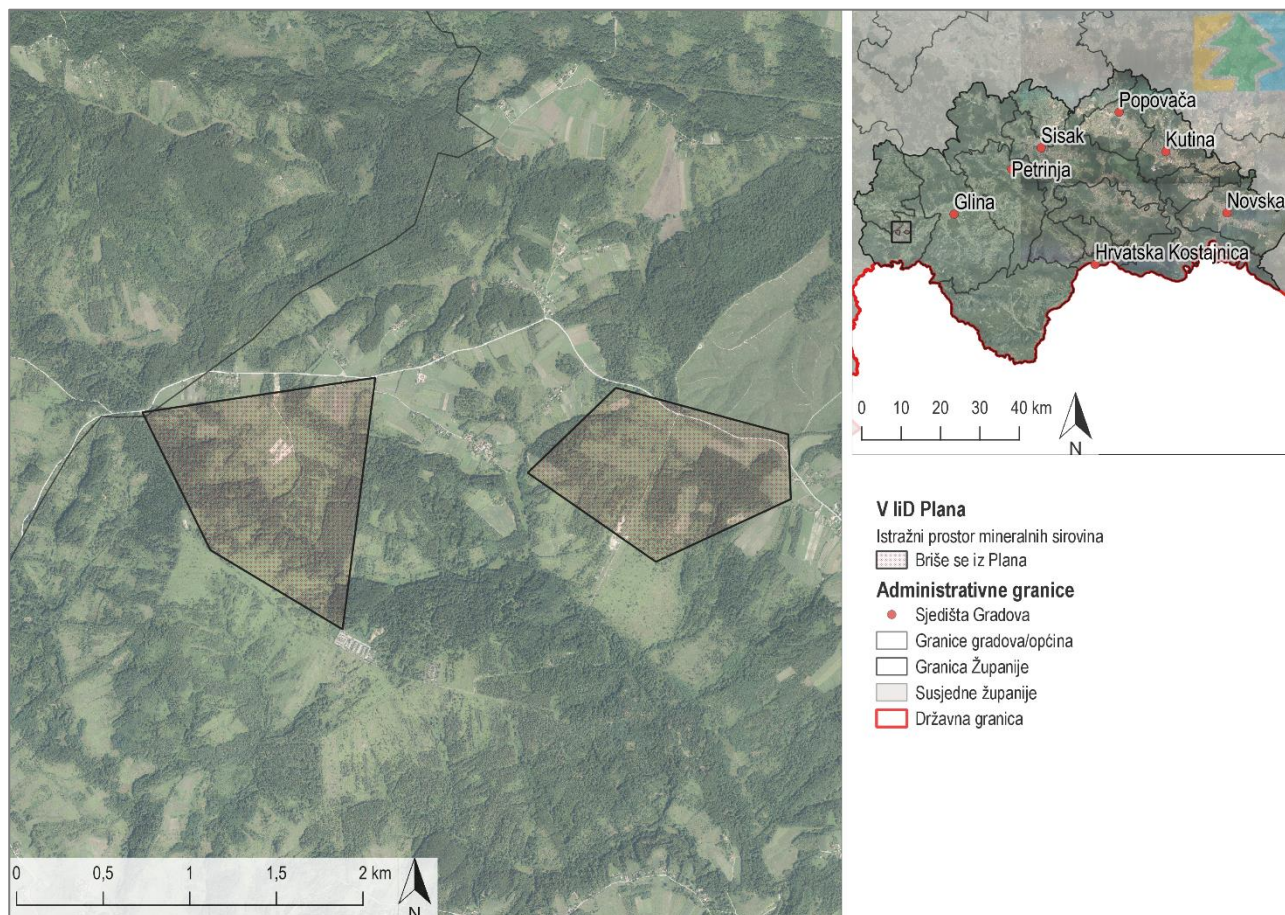 0 0,5 1 1,5 2 km
N
Popovača
Sisak
Kutina
Petrinja
Glina
Novska
Hrvatska Kostajnica
0 10 20 30 40 km
N
V IiD Plana
Istražni prostor mineralnih sirovina
Briše se iz Plana
Administrativne granice
Sjedišta Gradova
Granice gradova/općina
Granica Županije
Susjedne županije
Državna granica